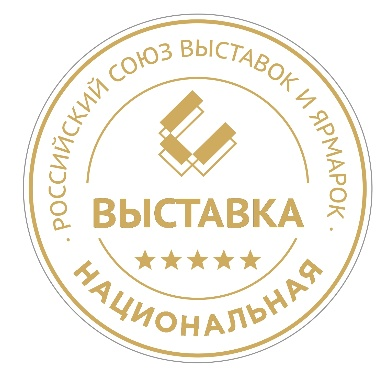 · РОССИЙСКИЙ СОЮЗ ВЫСТАВОК И ЯРМАРОК ·
ВЫСТАВКА
НАЦИОНАЛЬНАЯ